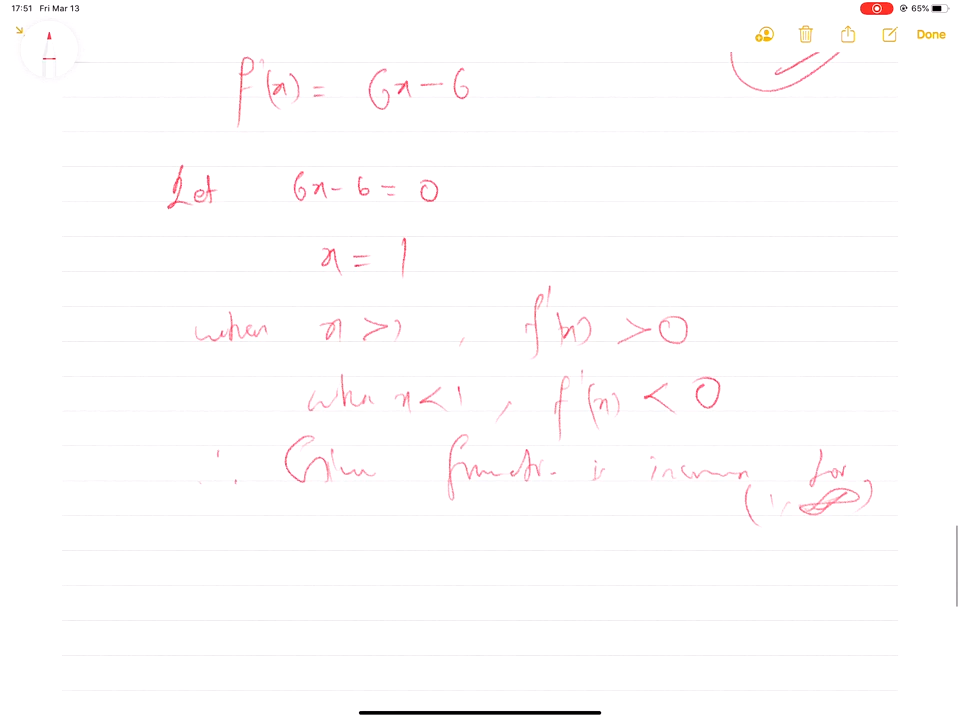 17:51 Fri Mar 13 65% Done
f'(x) = 6x - 6
Let 6x - 6 = 0
x = 1
when x > 1 , f'(x) > 0
when x < 1 , f'(x) < 0
∴ Given function is increasing for
(1, ∞)